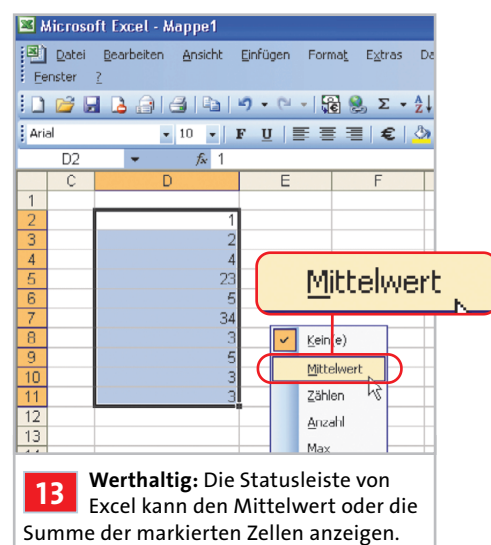 Microsoft Excel - Mappe1
Datei Bearbeiten Ansicht Einfügen Format Extras Da
Fenster ?
Arial 10 F U € 
D2 fx 1
C D E F
1
2 1
3 2
4 4
5 23
6 5
7 34
8 3
9 5
10 3
11 3
12
13
Mittelwert
Kein(e)
Mittelwert
Zählen
Anzahl
Max
13 Werthaltig: Die Statusleiste von
Excel kann den Mittelwert oder die
Summe der markierten Zellen anzeigen.